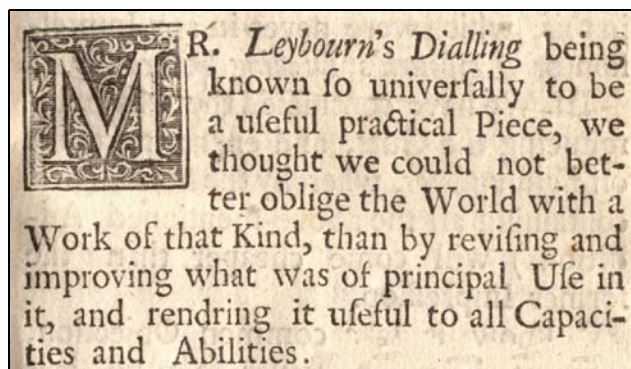 MR. Leybourn's Dialling being
known ſo univerſally to be
a uſeful practical Piece, we
thought we could not bet-
ter oblige the World with a
Work of that Kind, than by reviſing and
improving what was of principal Uſe in
it, and rendring it uſeful to all Capaci-
ties and Abilities.